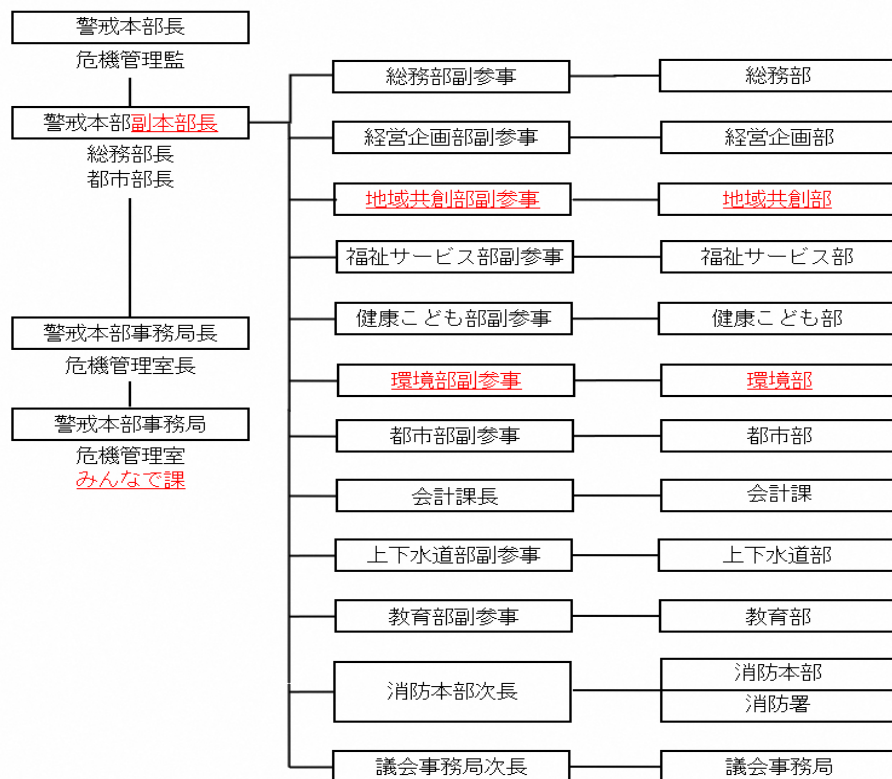 警戒本部長
危機管理監
警戒本部副本部長
総務部長
都市部長
警戒本部事務局長
危機管理室長
警戒本部事務局
危機管理室
みんなで課
総務部副参事
総務部
経営企画部副参事
経営企画部
地域共創部副参事
地域共創部
福祉サービス部副参事
福祉サービス部
健康こども部副参事
健康こども部
環境部副参事
環境部
都市部副参事
都市部
会計課長
会計課
上下水道部副参事
上下水道部
教育部副参事
教育部
消防本部次長
消防本部
消防署
議会事務局次長
議会事務局